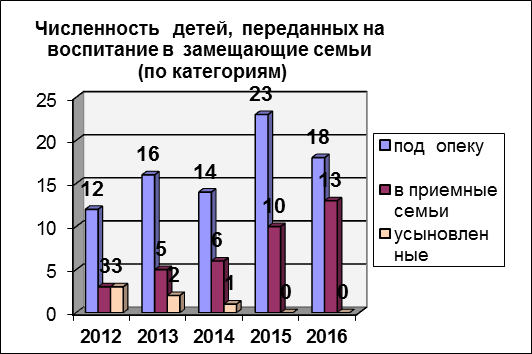 Численность детей, переданных на
воспитание в замещающие семьи
(по категориям)
25
20
15
10
5
0
12
3
3
16
5
2
14
6
1
23
10
0
18
13
0
2012 2013 2014 2015 2016
под опеку
в приемные
семьи
усыновлен
ные